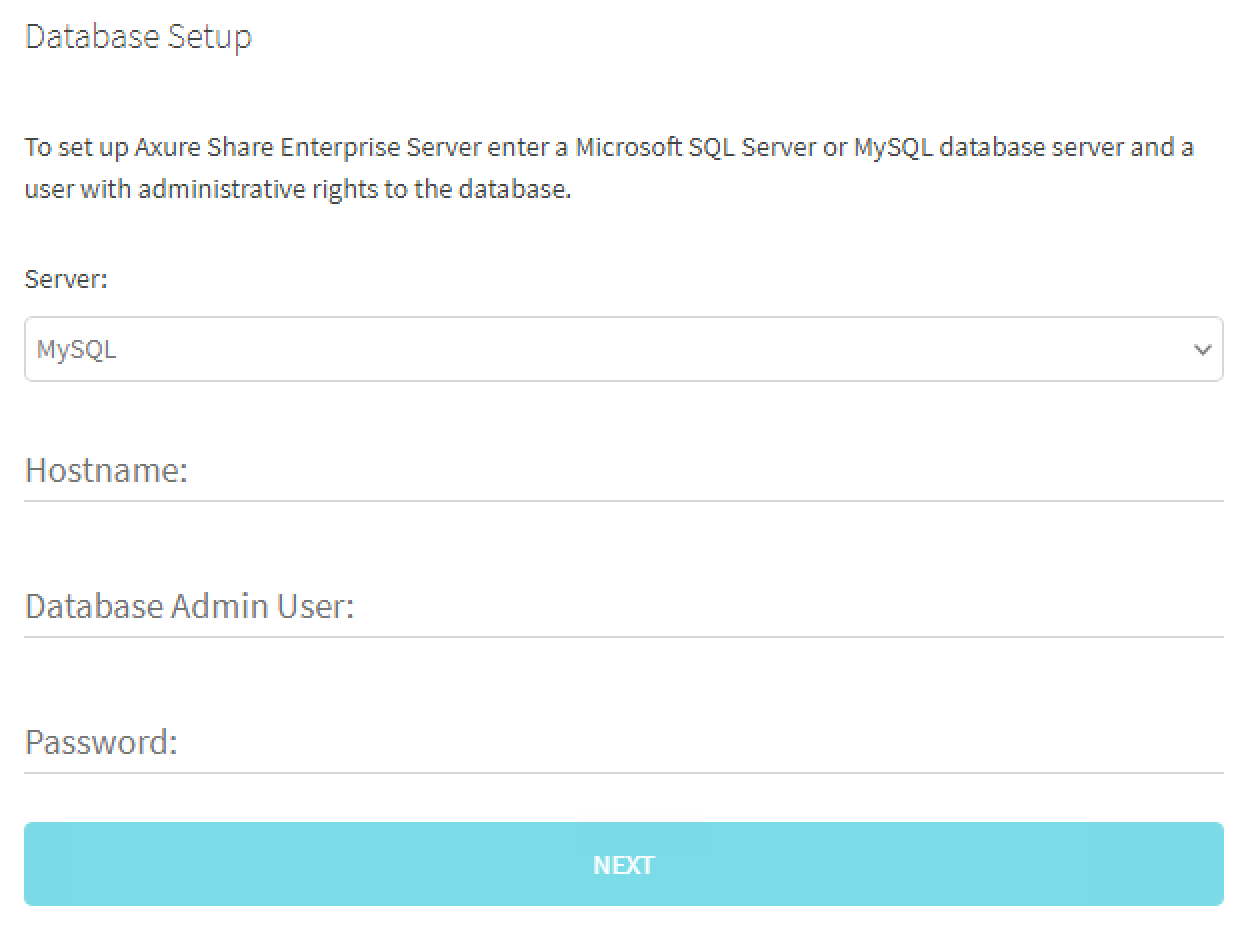 Database Setup
To set up Axure Share Enterprise Server enter a Microsoft SQL Server or MySQL database server and a
user with administrative rights to the database.
Server:
MySQL
Hostname:
Database Admin User:
Password:
NEXT